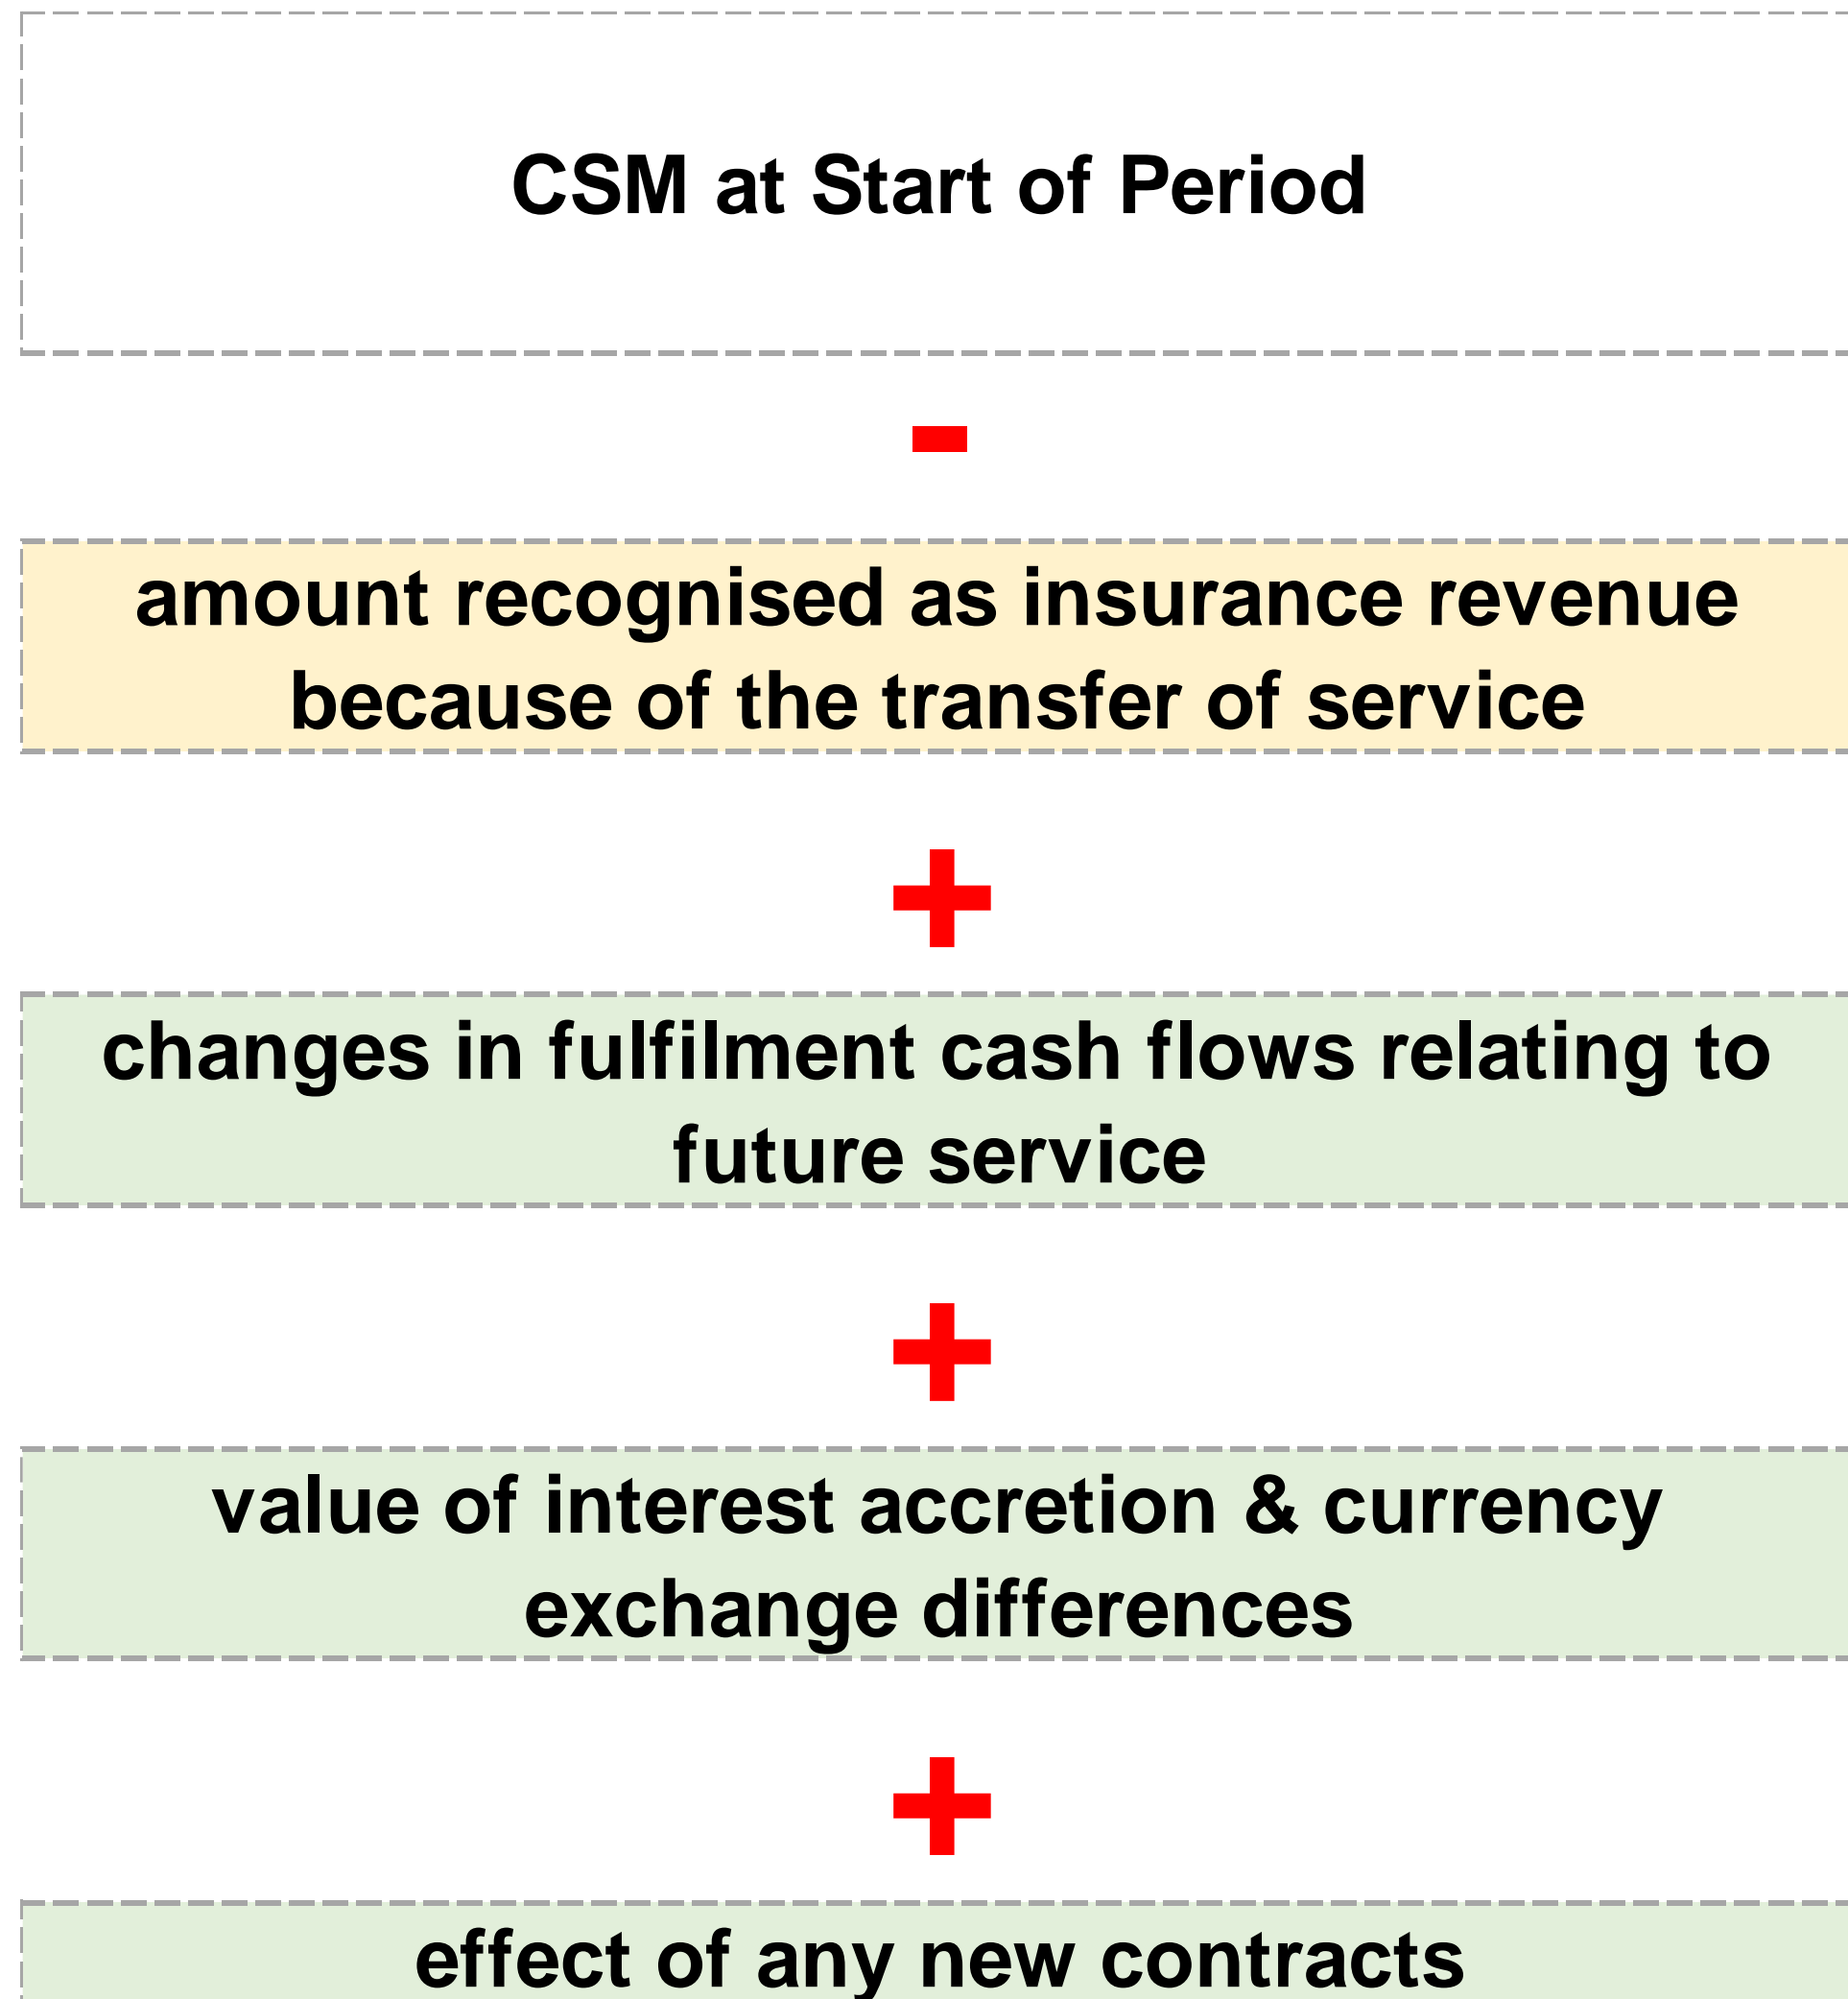 CSM at Start of Period
-
amount recognised as insurance revenue
because of the transfer of service
+
changes in fulfilment cash flows relating to
future service
+
value of interest accretion & currency
exchange differences
+
effect of any new contracts